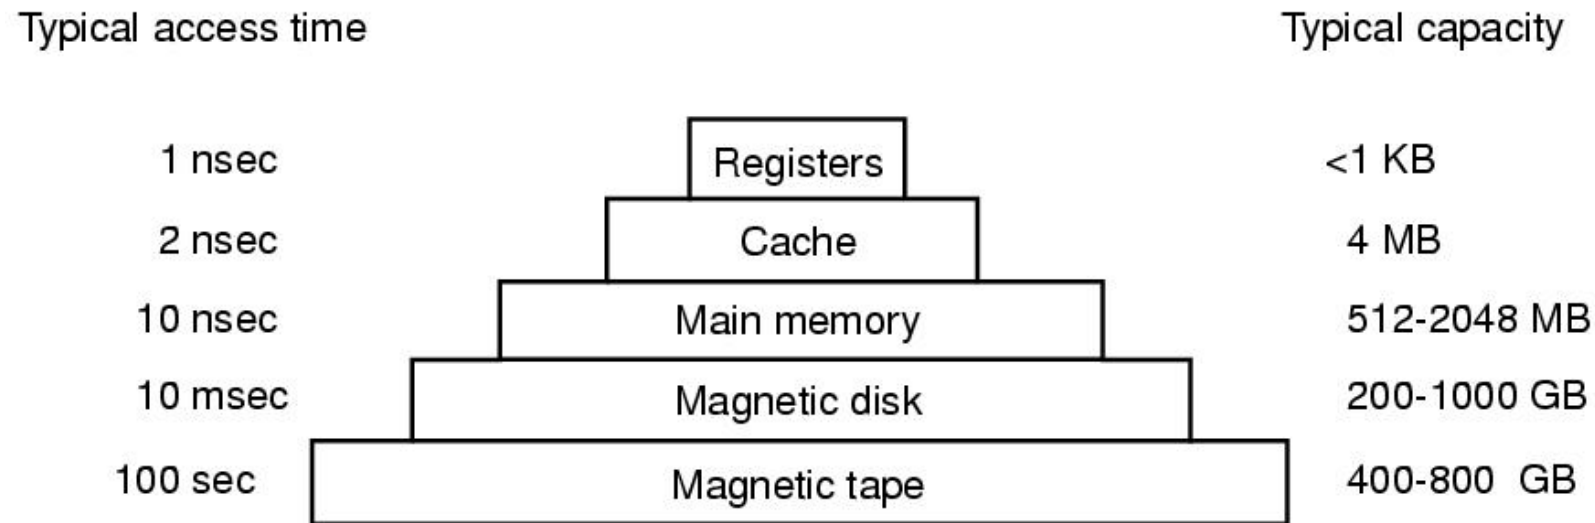 Typical access time Typical capacity
1 nsec Registers <1 KB
2 nsec Cache 4 MB
10 nsec Main memory 512-2048 MB
10 msec Magnetic disk 200-1000 GB
100 sec Magnetic tape 400-800 GB